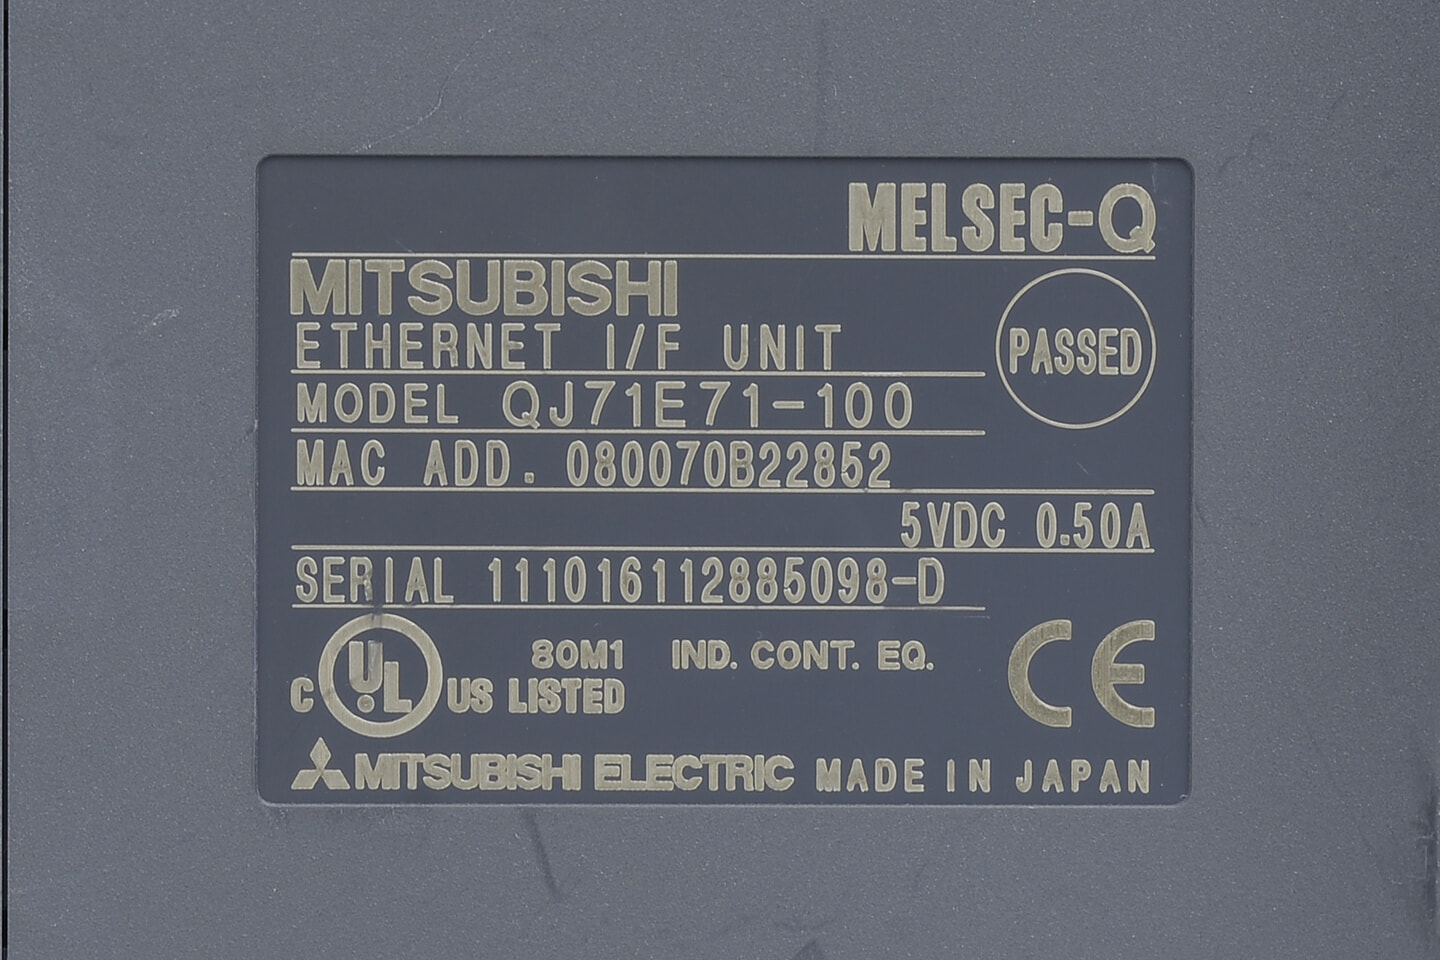 MELSEC-Q
MITSUBISHI
ETHERNET I/F UNIT
PASSED
MODEL QJ71E71-100
MAC ADD. 080070B22852
5VDC 0.50A
SERIAL 111016112885098-D
80M1 IND. CONT. EQ.
C UL US LISTED
CE
MITSUBISHI ELECTRIC MADE IN JAPAN